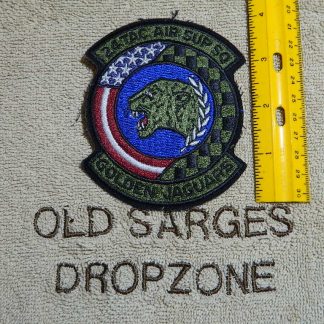 24 TAC AIR SUP SQ
GOLDEN JAGUARS
OLD SARGES
DROPZONE